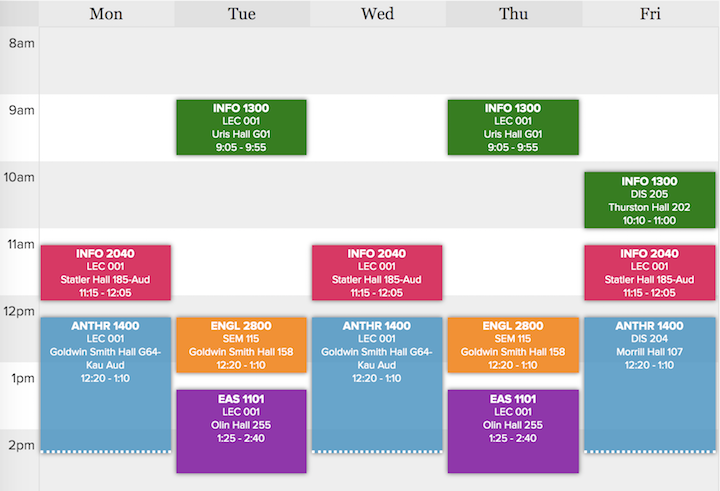 Mon Tue Wed Thu Fri
8am
9am
INFO 1300
LEC 001
Uris Hall G01
9:05 - 9:55
INFO 1300
LEC 001
Uris Hall G01
9:05 - 9:55
10am
INFO 1300
DIS 205
Thurston Hall 202
10:10 - 11:00
11am
INFO 2040
LEC 001
Statler Hall 185-Aud
11:15 - 12:05
INFO 2040
LEC 001
Statler Hall 185-Aud
11:15 - 12:05
INFO 2040
LEC 001
Statler Hall 185-Aud
11:15 - 12:05
12pm
ANTHR 1400
LEC 001
Goldwin Smith Hall G64-
Kau Aud
12:20 - 1:10
ENGL 2800
SEM 115
Goldwin Smith Hall 158
12:20 - 1:10
ANTHR 1400
LEC 001
Goldwin Smith Hall G64-
Kau Aud
12:20 - 1:10
ENGL 2800
SEM 115
Goldwin Smith Hall 158
12:20 - 1:10
ANTHR 1400
DIS 204
Morrill Hall 107
12:20 - 1:10
1pm
EAS 1101
LEC 001
Olin Hall 255
1:25 - 2:40
EAS 1101
LEC 001
Olin Hall 255
1:25 - 2:40
2pm